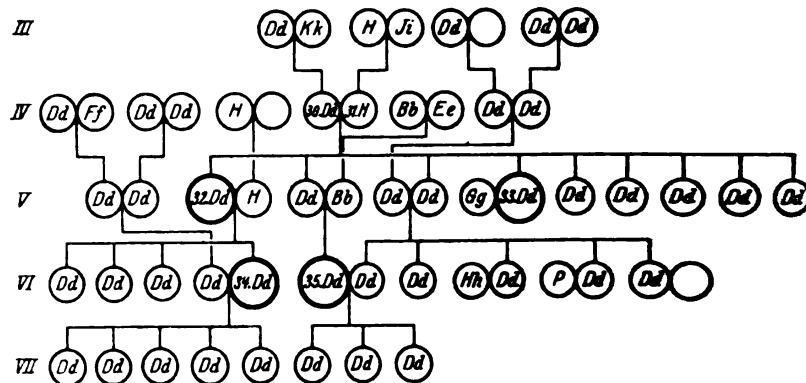 III Dd Kk H Ji Dd Dd Dd
IV Dd Ff Dd Dd H 30.Dd 31.H Bb Ee Dd Dd
V Dd Dd 32.Dd H Dd Bb Dd Dd Gg 33.Dd Dd Dd Dd Dd Dd
VI Dd Dd Dd Dd 34.Dd 35.Dd Dd Dd Hh Dd P Dd Dd
VII Dd Dd Dd Dd Dd Dd Dd Dd